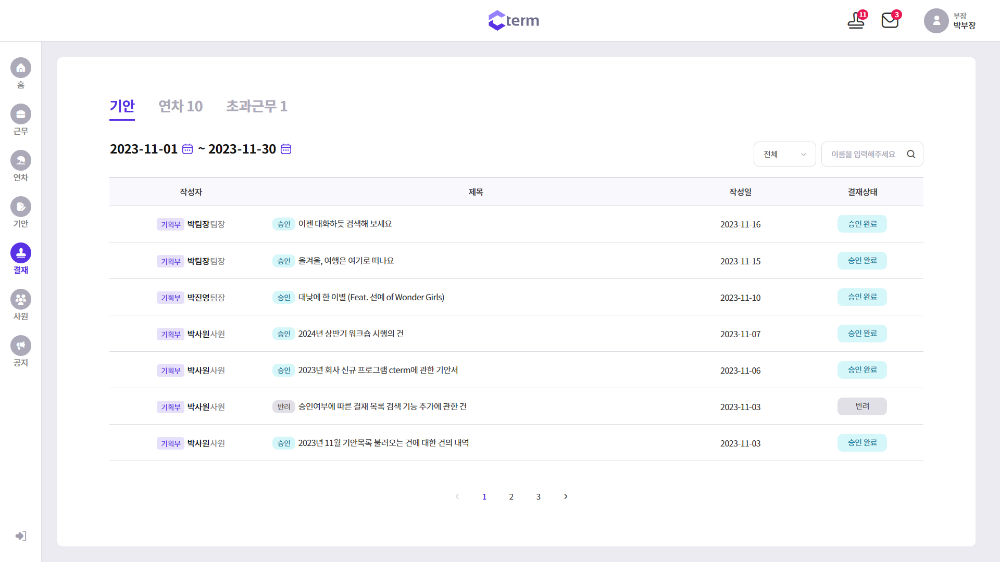 cterm
11
3
부장
박부장
홈
근무
연차
기안
결재
사원
공지
기안 연차 10 초과근무 1
2023-11-01 ~ 2023-11-30
전체 이름을 입력해주세요
작성자 제목 작성일 결재상태
기획부 박팀장팀장 승인 이젠 대화하듯 검색해 보세요 2023-11-16 승인 완료
기획부 박팀장팀장 승인 올겨울, 여행은 여기로 떠나요 2023-11-15 승인 완료
기획부 박진영팀장 승인 대낮에 한 이별 (Feat. 선예 of Wonder Girls) 2023-11-10 승인 완료
기획부 박사원사원 승인 2024년 상반기 워크숍 시행의 건 2023-11-07 승인 완료
기획부 박사원사원 승인 2023년 회사 신규 프로그램 cterm에 관한 기안서 2023-11-06 승인 완료
기획부 박사원사원 반려 승인여부에 따른 결재 목록 검색 기능 추가에 관한 건 2023-11-03 반려
기획부 박사원사원 승인 2023년 11월 기안목록 불러오는 건에 대한 건의 내역 2023-11-03 승인 완료
1 2 3